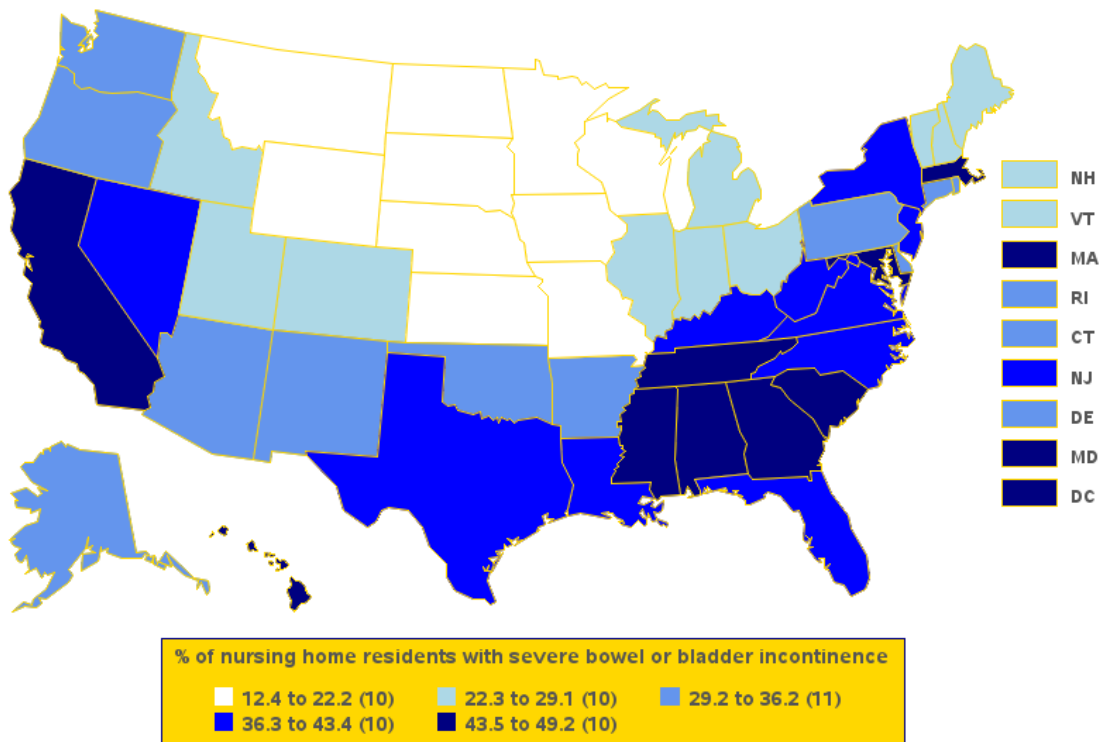 NH
VT
MA
RI
CT
NJ
DE
MD
DC
% of nursing home residents with severe bowel or bladder incontinence
12.4 to 22.2 (10) 22.3 to 29.1 (10) 29.2 to 36.2 (11)
36.3 to 43.4 (10) 43.5 to 49.2 (10)